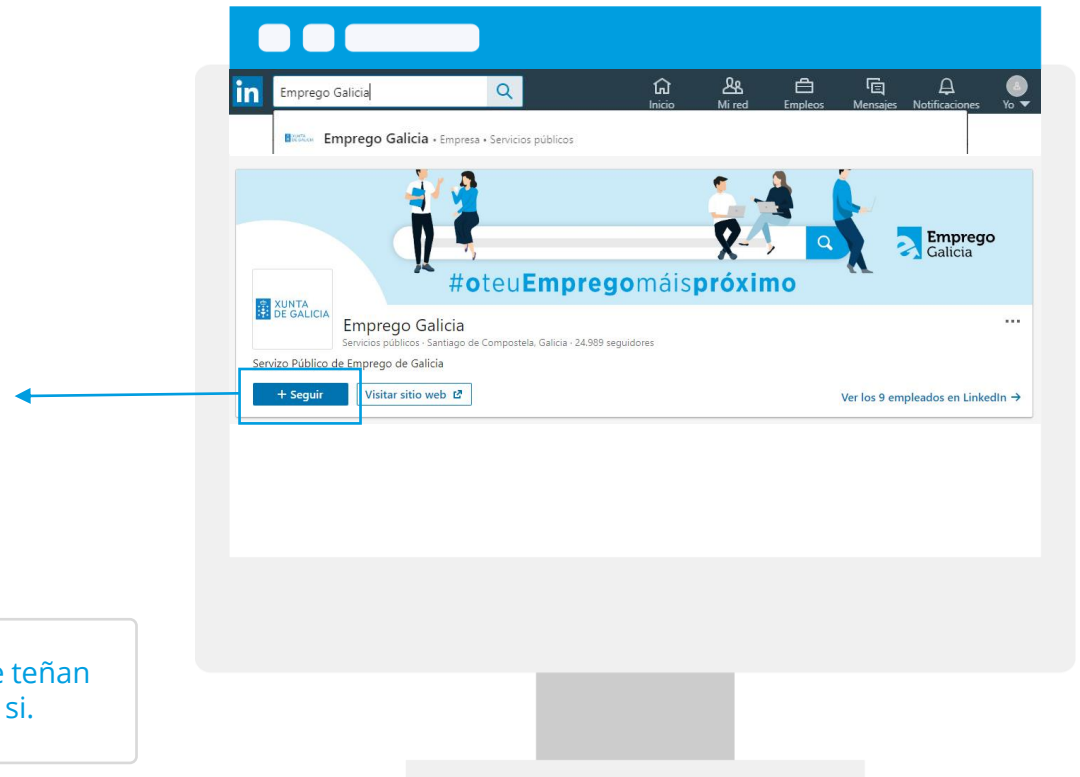 in
Emprego Galicia
Inicio
Mi red
Empleos
Mensajes
Notificaciones
Yo
Emprego Galicia • Empresa • Servicios públicos
Emprego
Galicia
#oteuEmpregomáispróximo
XUNTA
DE GALICIA
Emprego Galicia
Servicios públicos · Santiago de Compostela, Galicia · 24.989 seguidores
Servizo Público de Emprego de Galicia
+ Seguir
Visitar sitio web
Ver los 9 empleados en LinkedIn →
teñan
si.